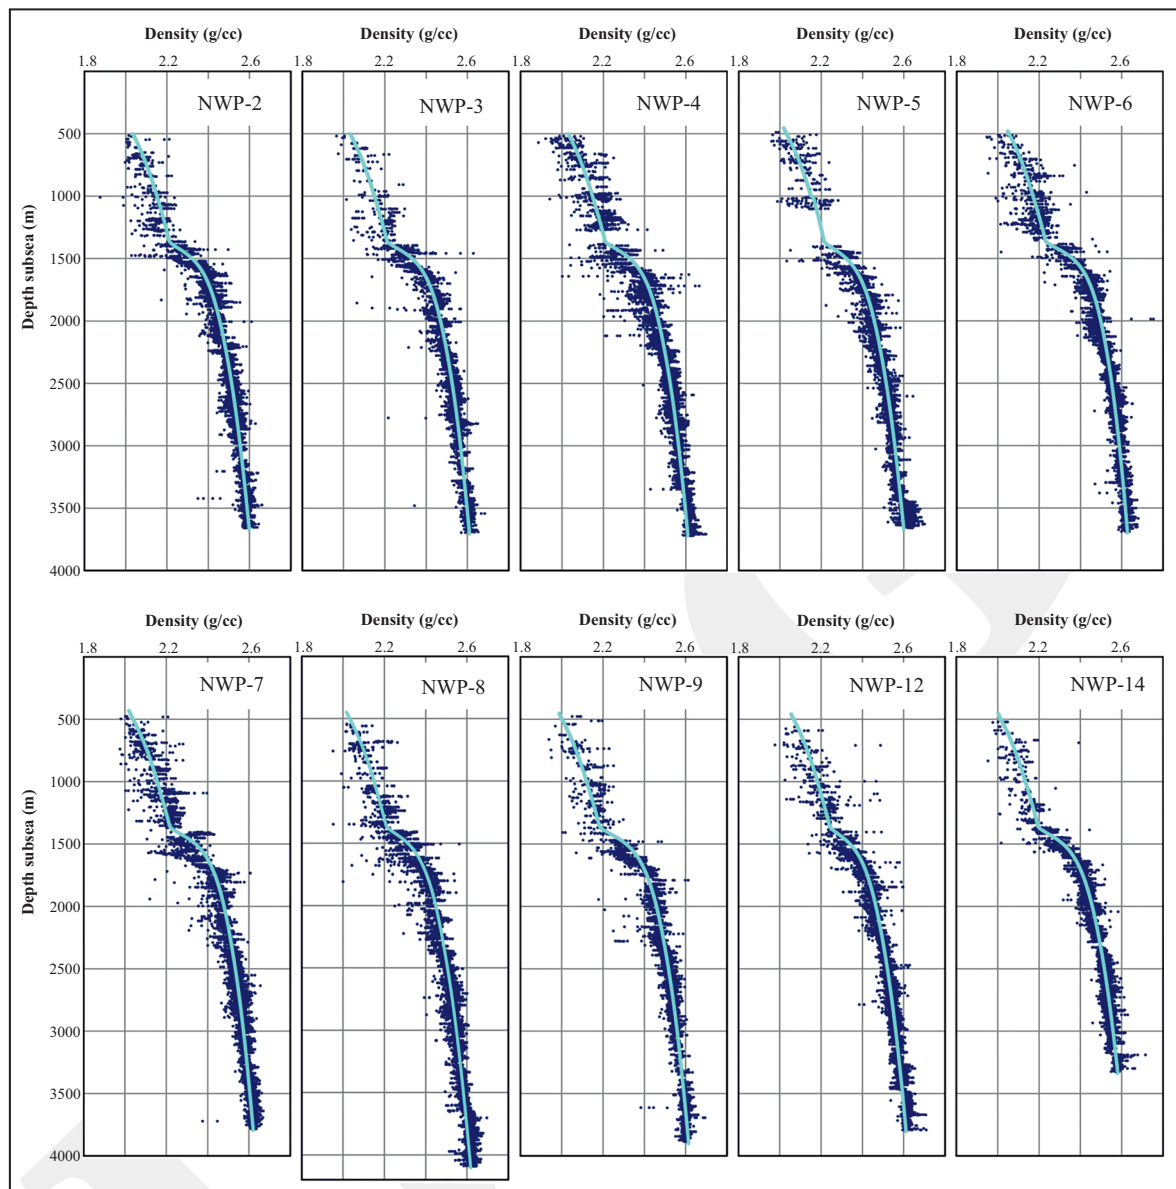 Density (g/cc) Density (g/cc) Density (g/cc) Density (g/cc) Density (g/cc)
1.8 2.2 2.6 1.8 2.2 2.6 1.8 2.2 2.6 1.8 2.2 2.6 1.8 2.2 2.6
NWP-2 NWP-3 NWP-4 NWP-5 NWP-6
Depth subsea (m)
500
1000
1500
2000
2500
3000
3500
4000
Density (g/cc) Density (g/cc) Density (g/cc) Density (g/cc) Density (g/cc)
1.8 2.2 2.6 1.8 2.2 2.6 1.8 2.2 2.6 1.8 2.2 2.6 1.8 2.2 2.6
NWP-7 NWP-8 NWP-9 NWP-12 NWP-14
Depth subsea (m)
500
1000
1500
2000
2500
3000
3500
4000